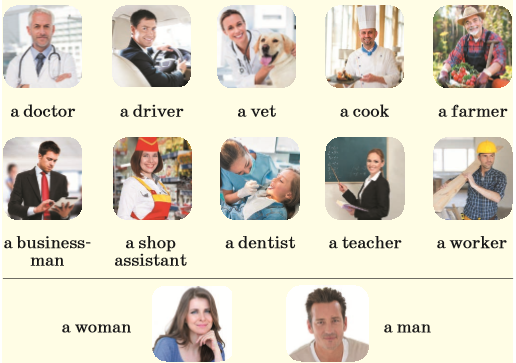 a doctor a driver a vet a cook a farmer
a business- a shop a dentist a teacher a worker
man assistant
a woman a man